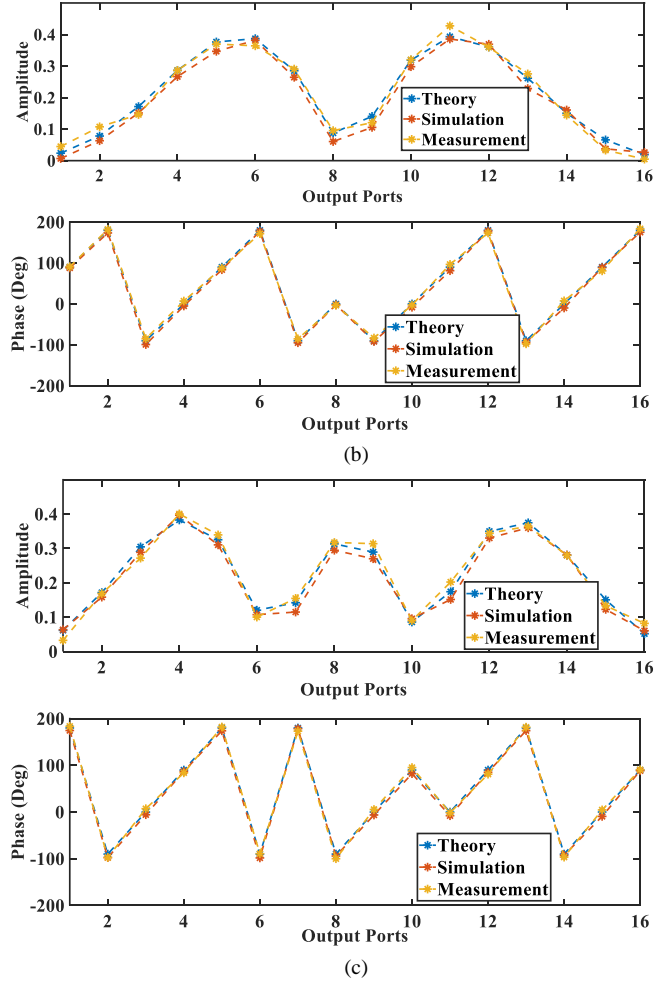 0.4
0.3
0.2
0.1
0
Amplitude
Theory
Simulation
Measurement
2 4 6 8 10 12 14 16
Output Ports
200
100
0
-100
-200
Phase (Deg)
Theory
Simulation
Measurement
2 4 6 8 10 12 14 16
Output Ports
(b)
0.4
0.3
0.2
0.1
0
Amplitude
Theory
Simulation
Measurement
2 4 6 8 10 12 14 16
Output Ports
200
100
0
-100
-200
Phase (Deg)
Theory
Simulation
Measurement
2 4 6 8 10 12 14 16
Output Ports
(c)